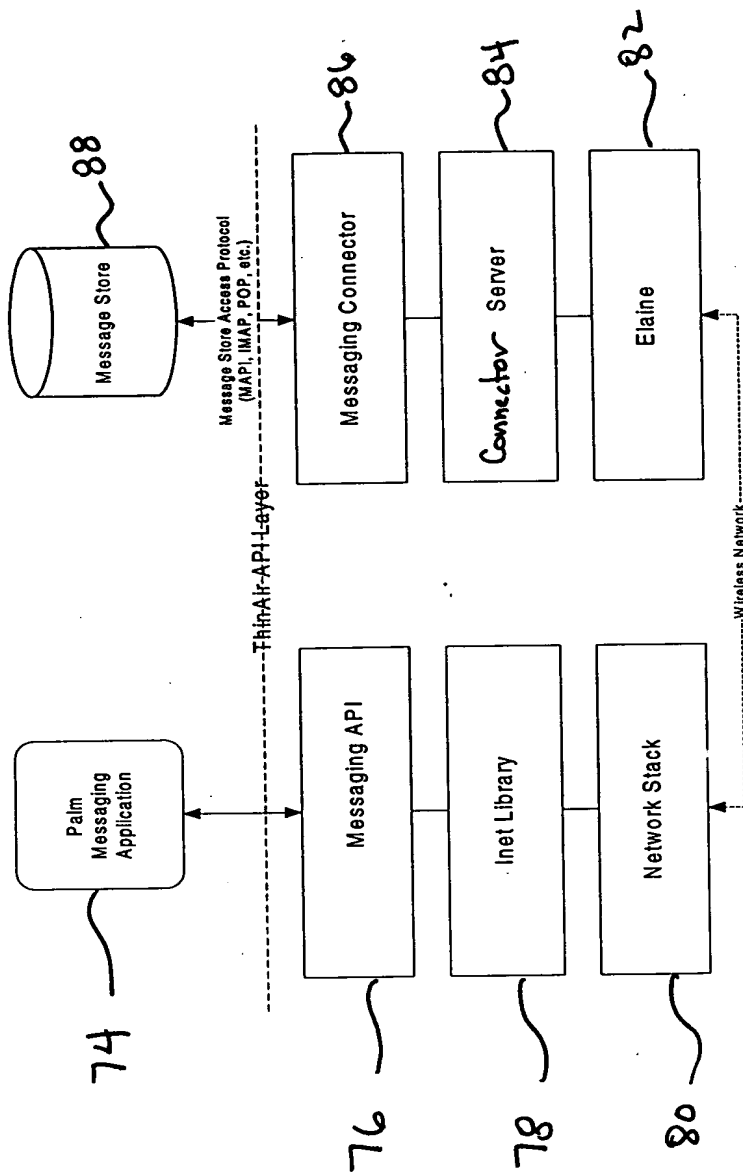 74
Palm
Messaging
Application
Message Store
88
Message Store Access Protocol
(MAPI, IMAP, POP, etc.)
ThinAir API Layer
76
Messaging API
Messaging Connector
86
78
Inet Library
Connector Server
84
80
Network Stack
Elaine
82
Wireless Network